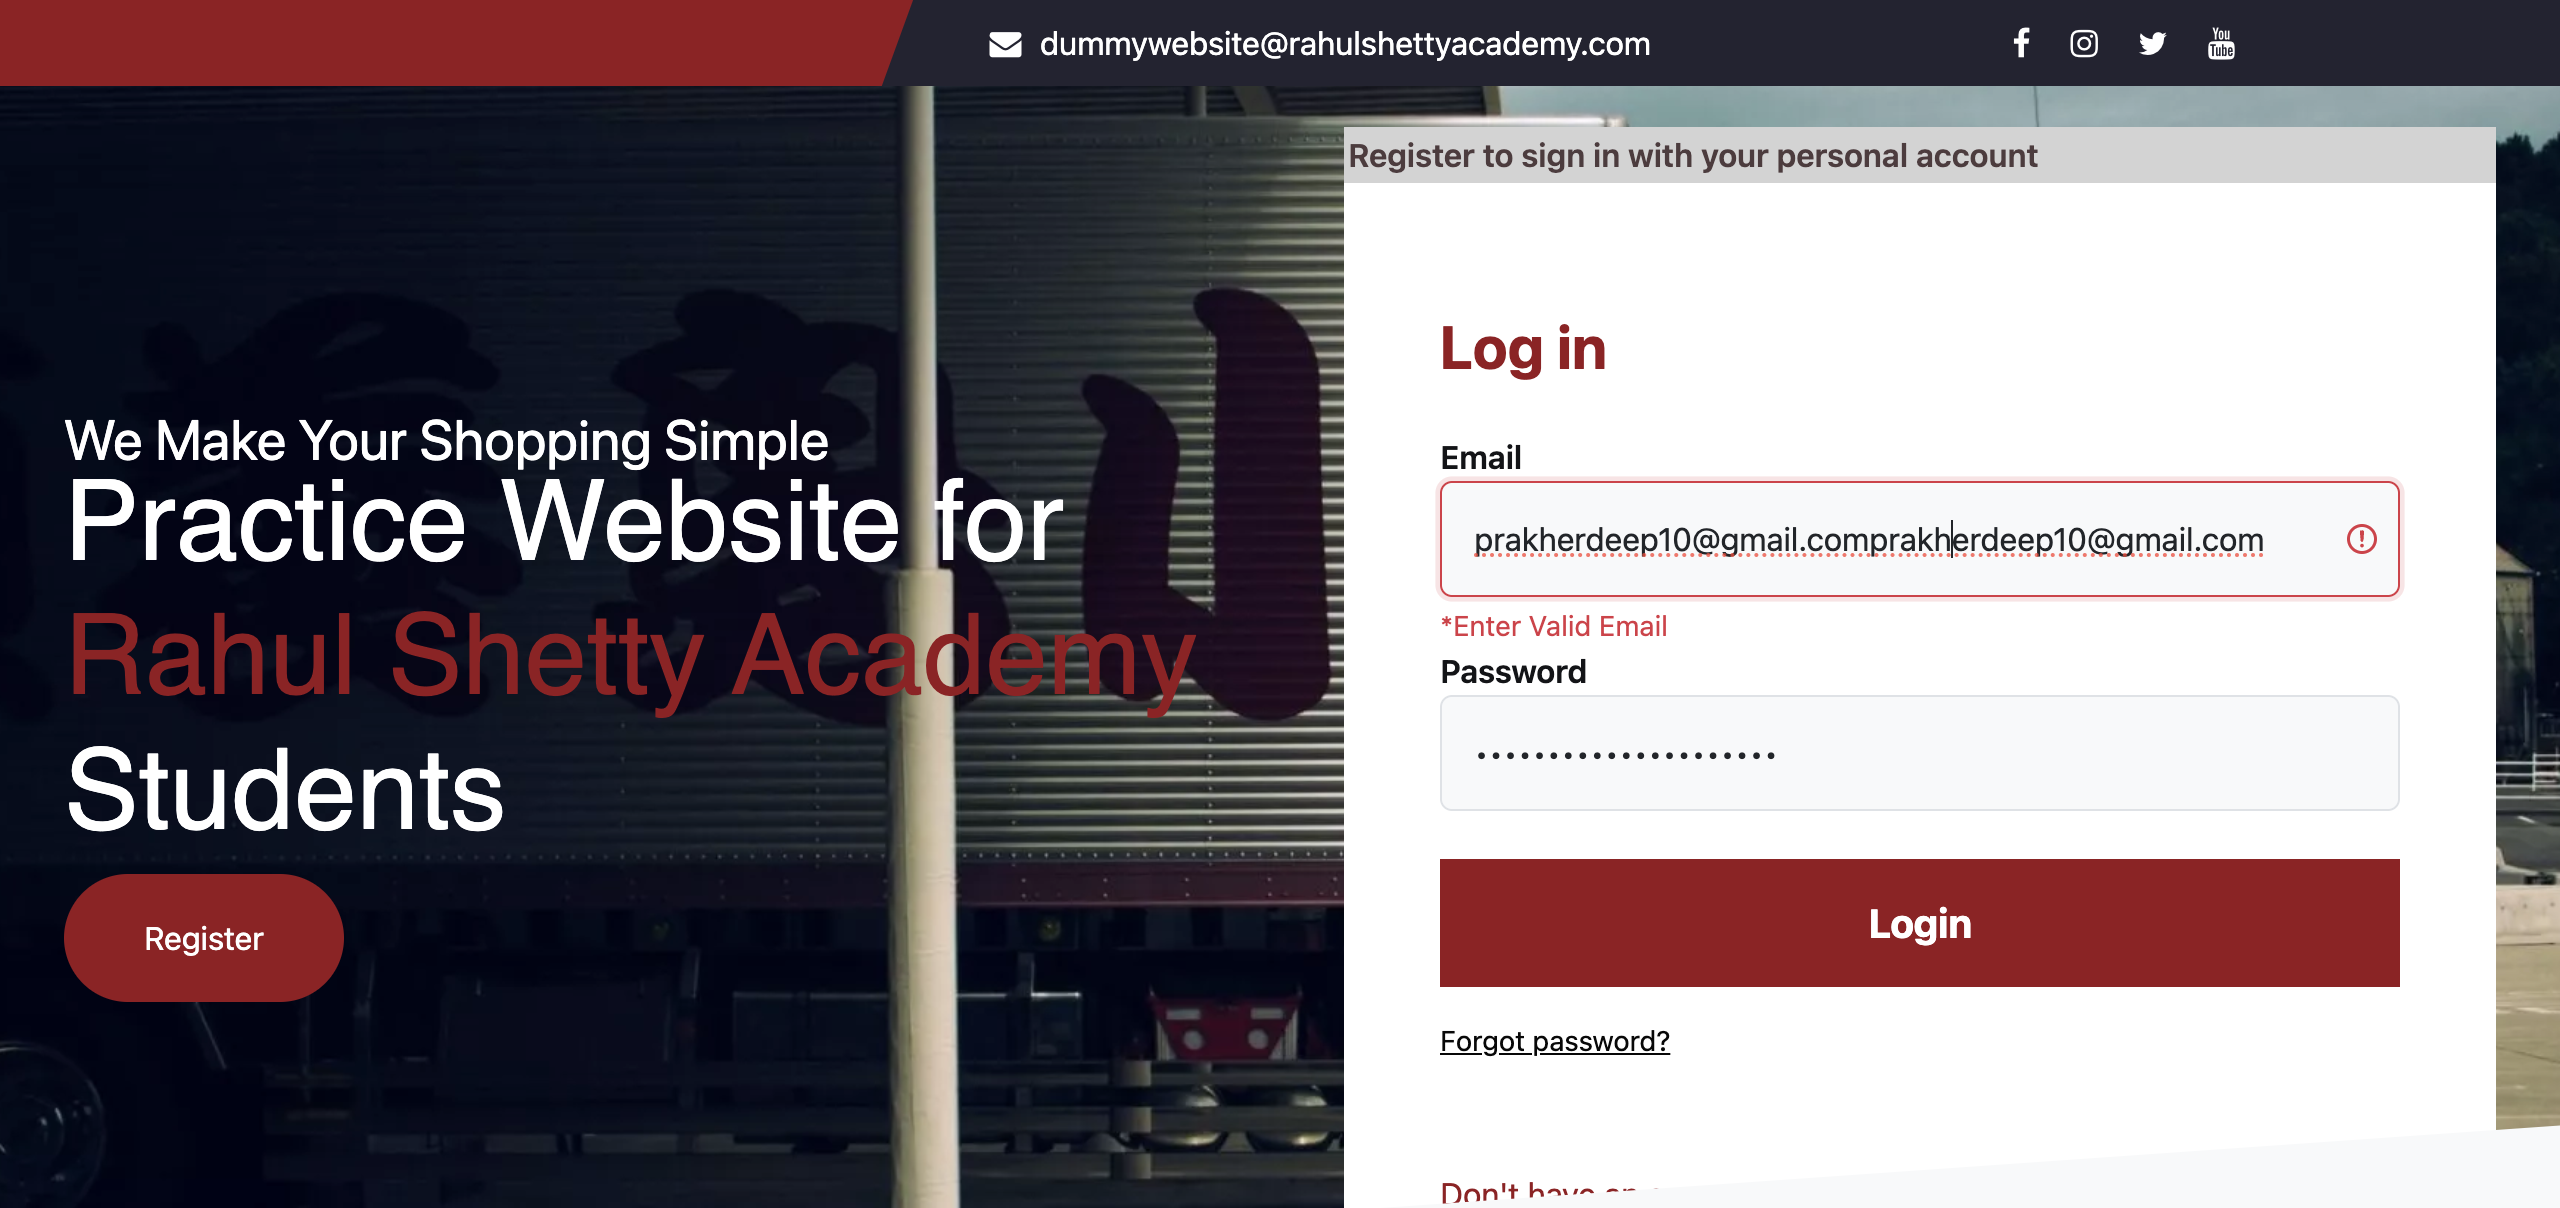 dummywebsite@rahulshettyacademy.com
You
Tube
Register to sign in with your personal account
Log in
We Make Your Shopping Simple
Practice Website for
Rahul Shetty Academy
Students
Register
Email
prakherdeep10@gmail.comprakherdeep10@gmail.com
*Enter Valid Email
Password
Login
Forgot password?
Don't have an